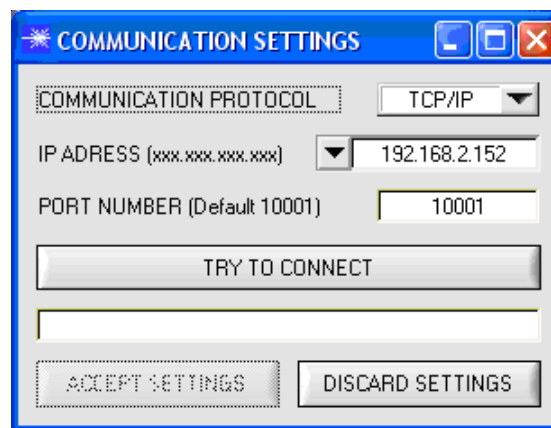 COMMUNICATION SETTINGS
COMMUNICATION PROTOCOL TCP/IP
IP ADRESS (xxx.xxx.xxx.xxx) 192.168.2.152
PORT NUMBER (Default 10001) 10001
TRY TO CONNECT
ACCEPT SETTINGS DISCARD SETTINGS